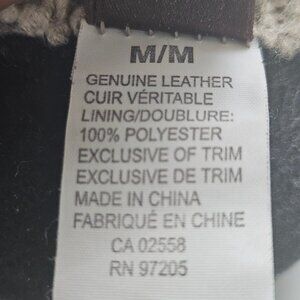 M/M
GENUINE LEATHER
CUIR VÉRITABLE
LINING/DOUBLURE:
100% POLYESTER
EXCLUSIVE OF TRIM
EXCLUSIVE DE TRIM
MADE IN CHINA
FABRIQUÉ EN CHINE
CA 02558
RN 97205